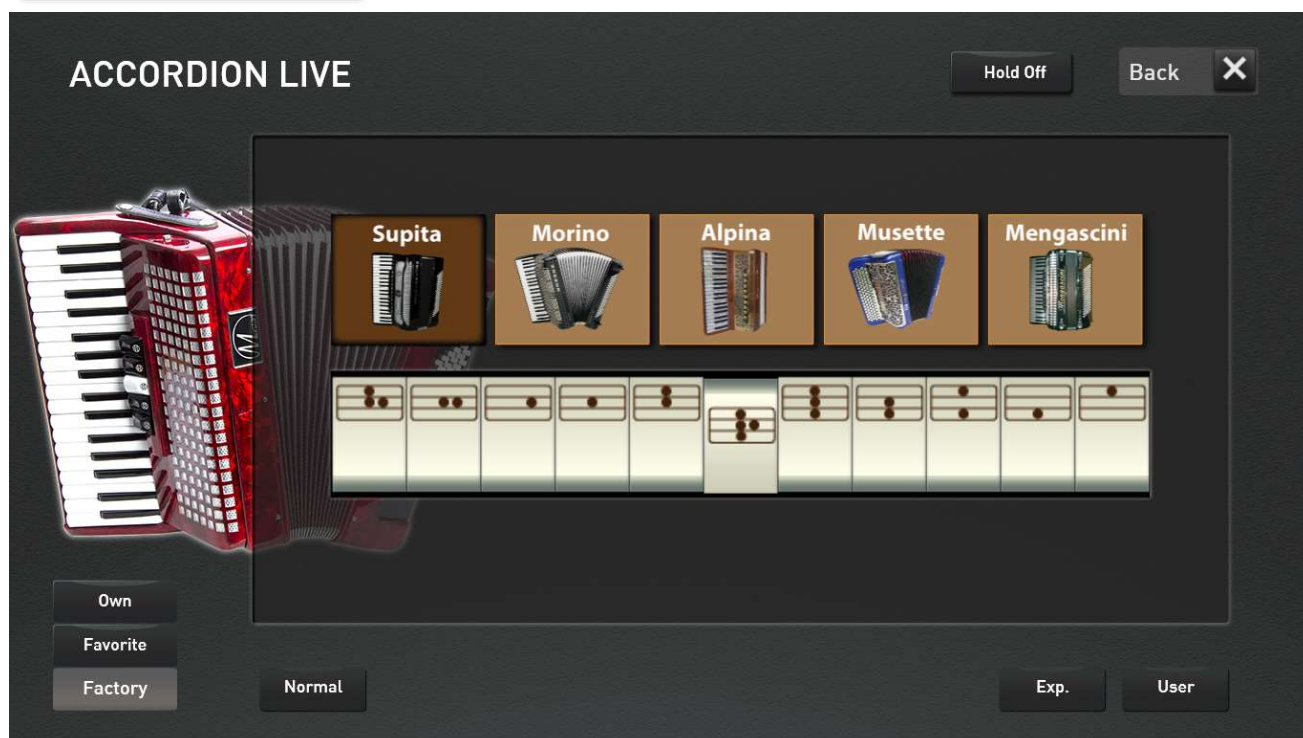 ACCORDION LIVE
Hold Off
Back
Supita
Morino
Alpina
Musette
Mengascini
Own
Favorite
Factory
Normal
Exp.
User